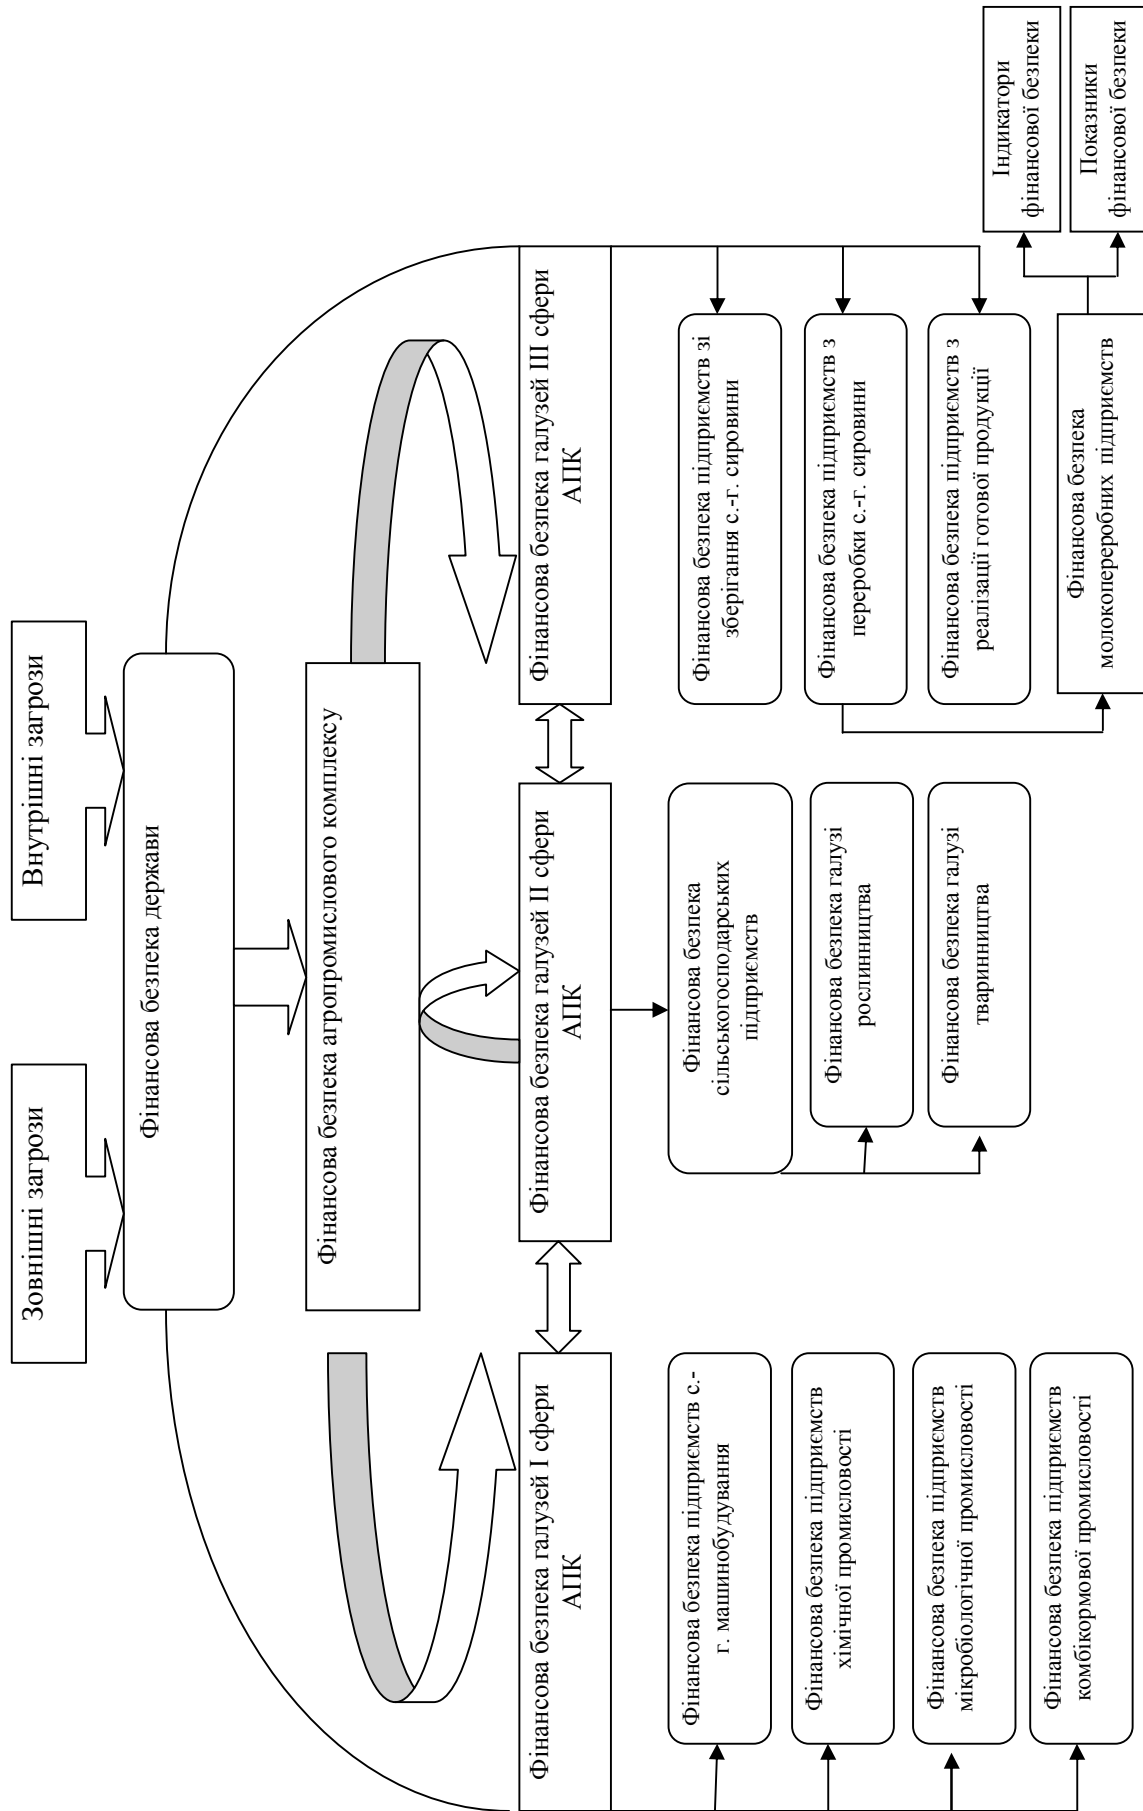 Зовнішні загрози
Внутрішні загрози
Фінансова безпека держави
Фінансова безпека агропромислового комплексу
Фінансова безпека галузей I сфери
АПК
Фінансова безпека галузей II сфери
АПК
Фінансова безпека галузей III сфери
АПК
Фінансова безпека підприємств с.-
г. машинобудування
Фінансова безпека підприємств
хімічної промисловості
Фінансова безпека підприємств
мікробіологічної промисловості
Фінансова безпека підприємств
комбікормової промисловості
Фінансова безпека
сільськогосподарських
підприємств
Фінансова безпека галузі
рослинництва
Фінансова безпека галузі
тваринництва
Фінансова безпека підприємств зі
зберігання с.-г. сировини
Фінансова безпека підприємств з
переробки с.-г. сировини
Фінансова безпека підприємств з
реалізації готової продукції
Фінансова безпека
молокопереробних підприємств
Індикатори
фінансової безпеки
Показники
фінансової безпеки